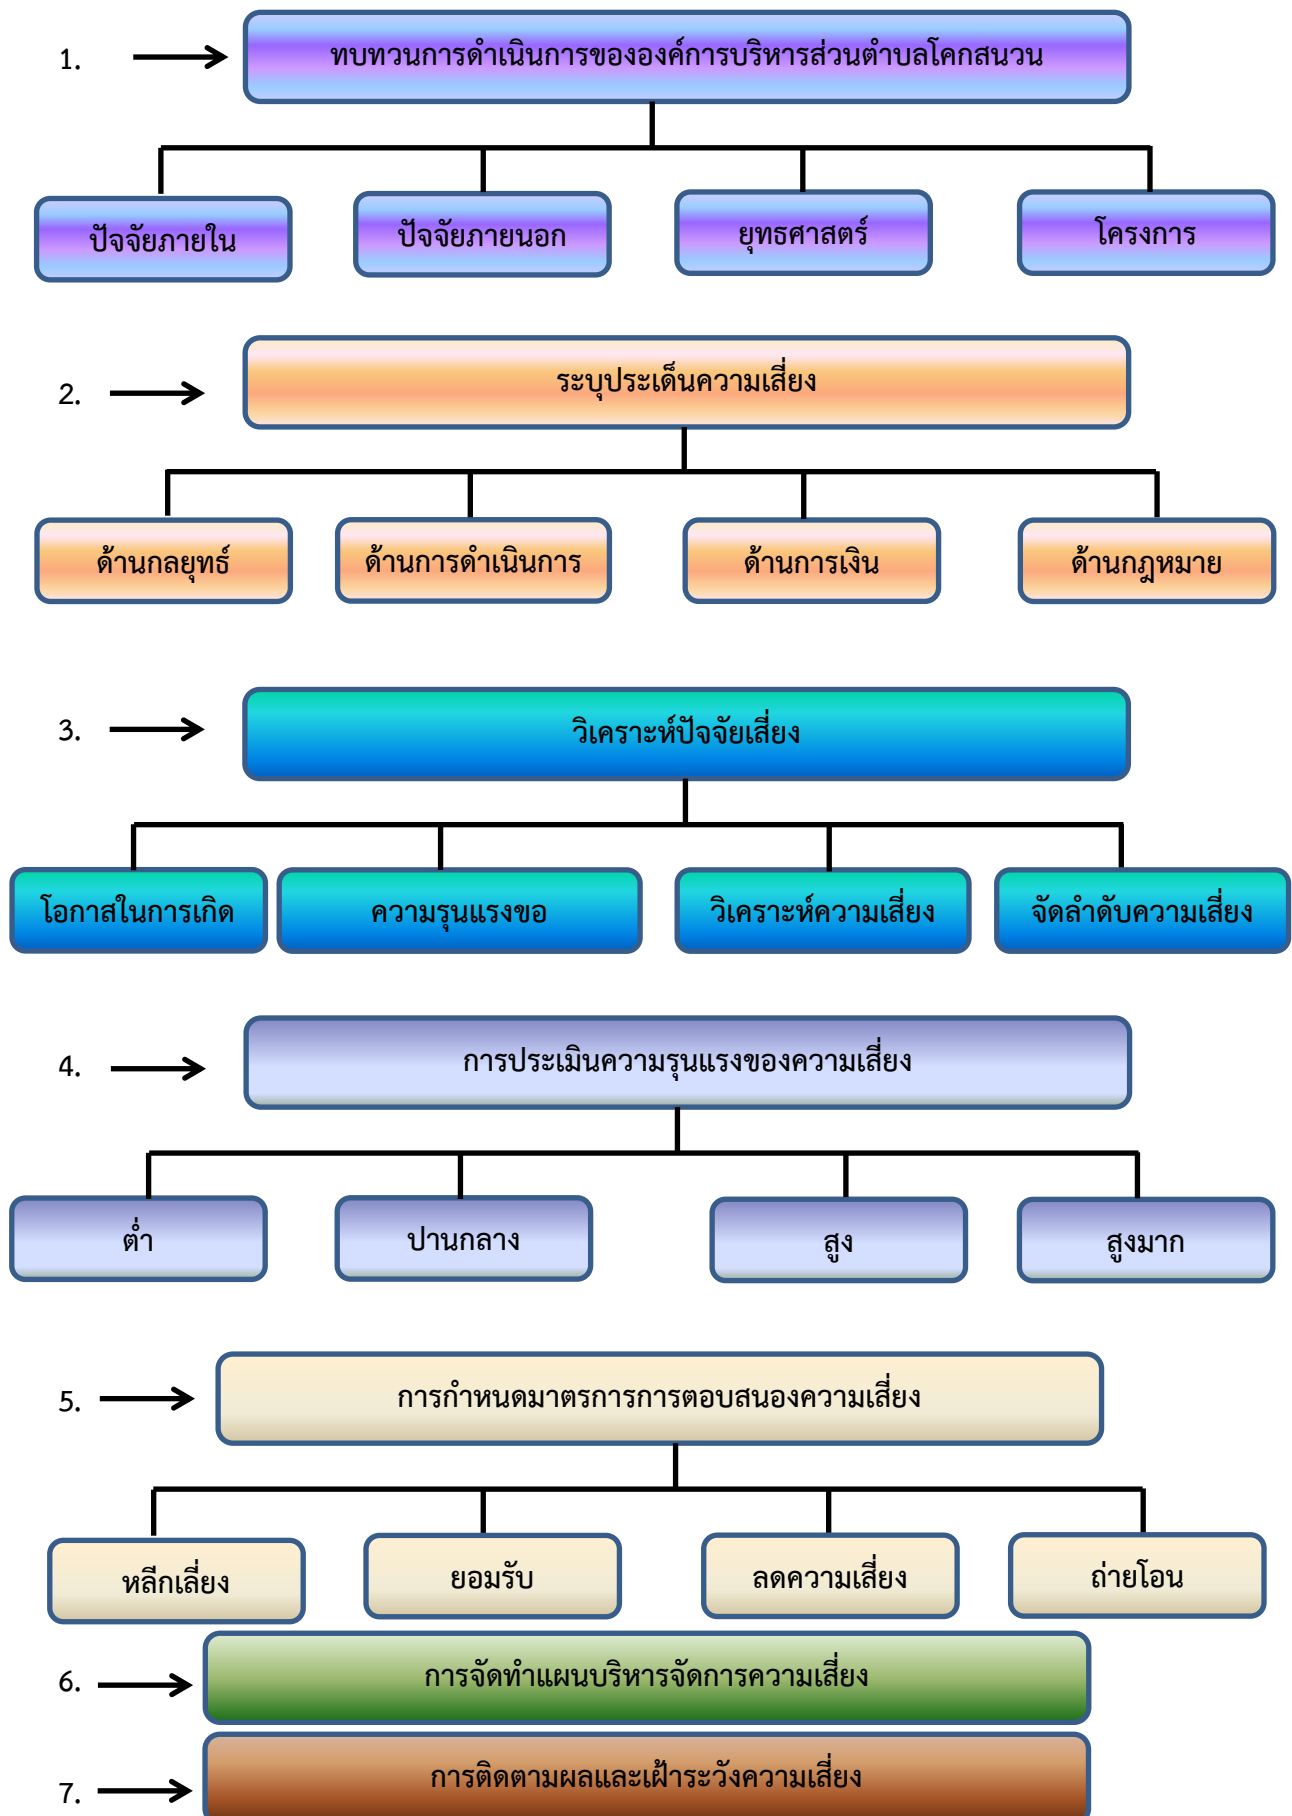 1. ทบทวนการดำเนินการขององค์การบริหารส่วนตำบลโคกสนวน
ปัจจัยภายใน ปัจจัยภายนอก ยุทธศาสตร์ โครงการ
2. ระบุประเด็นความเสี่ยง
ด้านกลยุทธ์ ด้านการดำเนินการ ด้านการเงิน ด้านกฎหมาย
3. วิเคราะห์ปัจจัยเสี่ยง
โอกาสในการเกิด ความรุนแรงขอ วิเคราะห์ความเสี่ยง จัดลำดับความเสี่ยง
4. การประเมินความรุนแรงของความเสี่ยง
ต่ำ ปานกลาง สูง สูงมาก
5. การกำหนดมาตรการการตอบสนองความเสี่ยง
หลีกเลี่ยง ยอมรับ ลดความเสี่ยง ถ่ายโอน
6. การจัดทำแผนบริหารจัดการความเสี่ยง
7. การติดตามผลและเฝ้าระวังความเสี่ยง